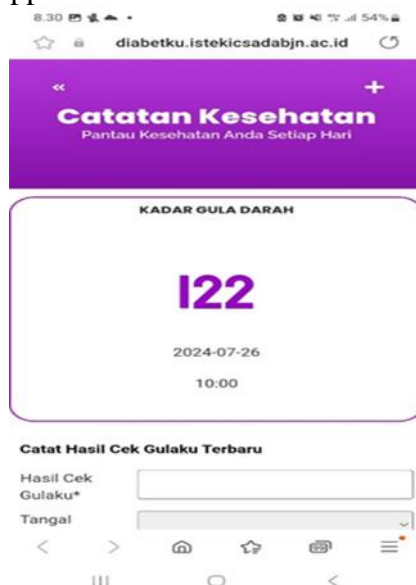 8.30
54%
diabetku.istekicsadabjn.ac.id
Catatan Kesehatan
Pantau Kesehatan Anda Setiap Hari
KADAR GULA DARAH
122
2024-07-26
10:00
Catat Hasil Cek Gulaku Terbaru
Hasil Cek
Gulaku*
Tangal